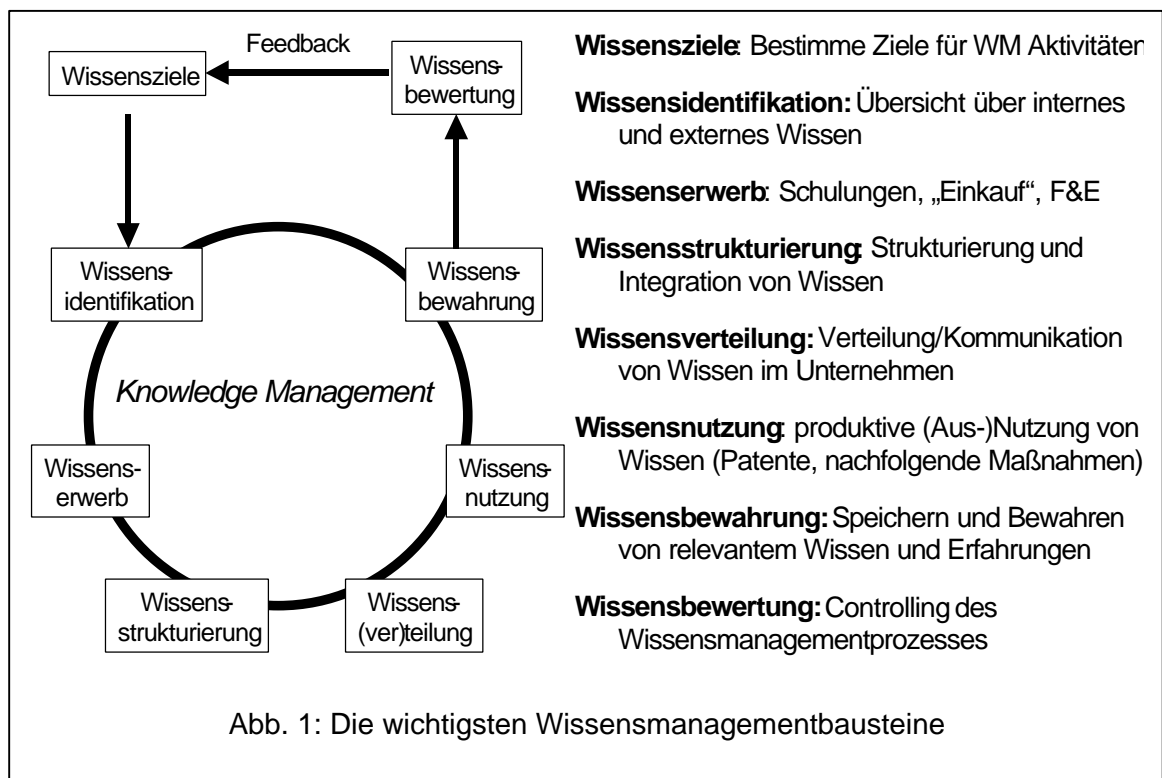 Feedback
Wissensziele
Wissens-
bewertung
Wissens-
identifikation
Wissens-
bewahrung
Knowledge Management
Wissens-
erwerb
Wissens-
nutzung
Wissens-
strukturierung
Wissens-
(ver)teilung
Wissensziele: Bestimme Ziele für WM Aktivitäten
Wissensidentifikation: Übersicht über internes
und externes Wissen
Wissenserwerb: Schulungen, „Einkauf“, F&E
Wissensstrukturierung: Strukturierung und
Integration von Wissen
Wissensverteilung: Verteilung/Kommunikation
von Wissen im Unternehmen
Wissensnutzung: produktive (Aus-)Nutzung von
Wissen (Patente, nachfolgende Maßnahmen)
Wissensbewahrung: Speichern und Bewahren
von relevantem Wissen und Erfahrungen
Wissensbewertung: Controlling des
Wissensmanagementprozesses
Abb. 1: Die wichtigsten Wissensmanagementbausteine